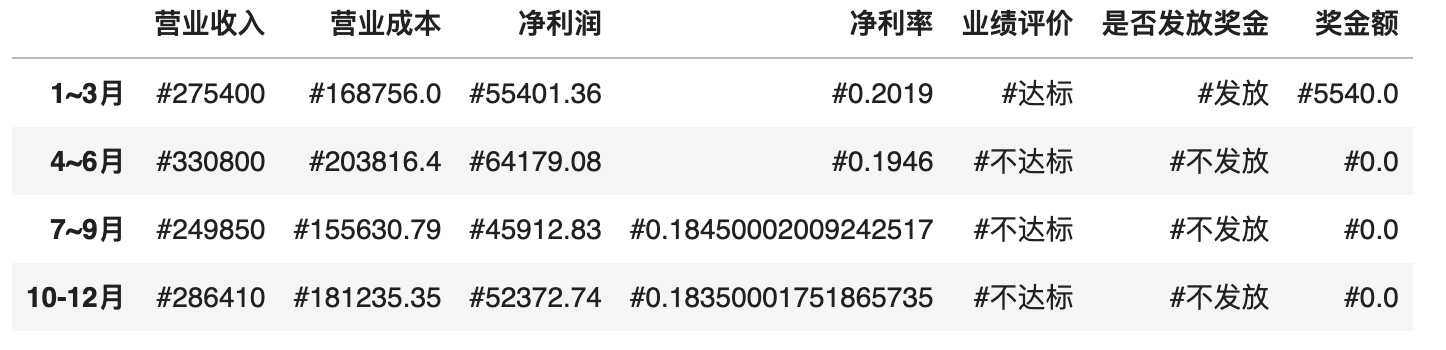 营业收入 营业成本 净利润 净利率 业绩评价 是否发放奖金 奖金额
1~3月 #275400 #168756.0 #55401.36 #0.2019 #达标 #发放 #5540.0
4~6月 #330800 #203816.4 #64179.08 #0.1946 #不达标 #不发放 #0.0
7~9月 #249850 #155630.79 #45912.83 #0.18450002009242517 #不达标 #不发放 #0.0
10-12月 #286410 #181235.35 #52372.74 #0.18350001751865735 #不达标 #不发放 #0.0